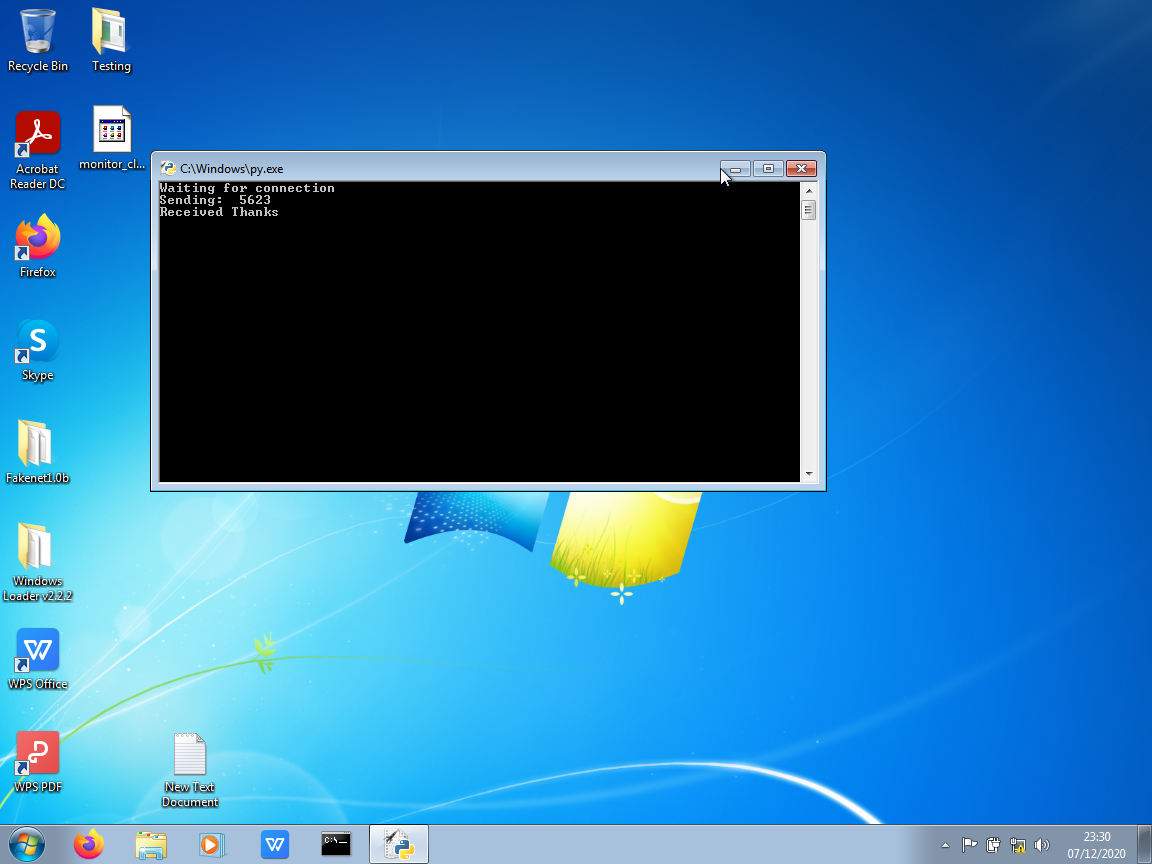 Recycle Bin
Testing
Acrobat
Reader DC
monitor_cl...
Firefox
Skype
Fakenet1.0b
Windows
Loader v2.2.2
WPS Office
WPS PDF
New Text
Document
C:\Windows\py.exe
Waiting for connection
Sending:  5623
Received Thanks
C:\_
23:30
07/12/2020